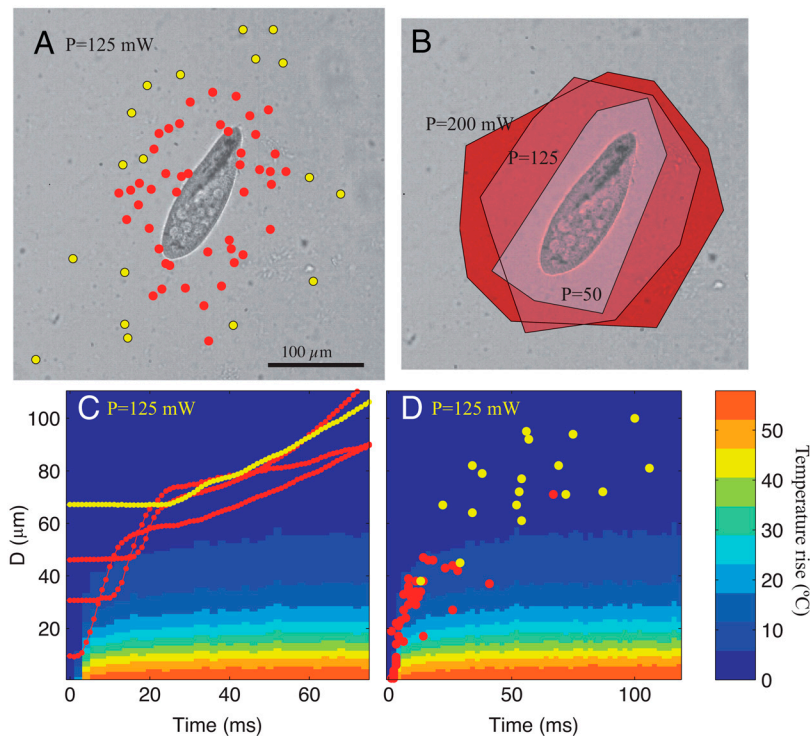 A P=125 mW
100 µm
B
P=200 mW
P=125
P=50
C P=125 mW
D P=125 mW
100
80
60
40
20
D (µm)
0 20 40 60
Time (ms)
0 50 100
Time (ms)
50
40
30
20
10
0
Temperature rise (°C)